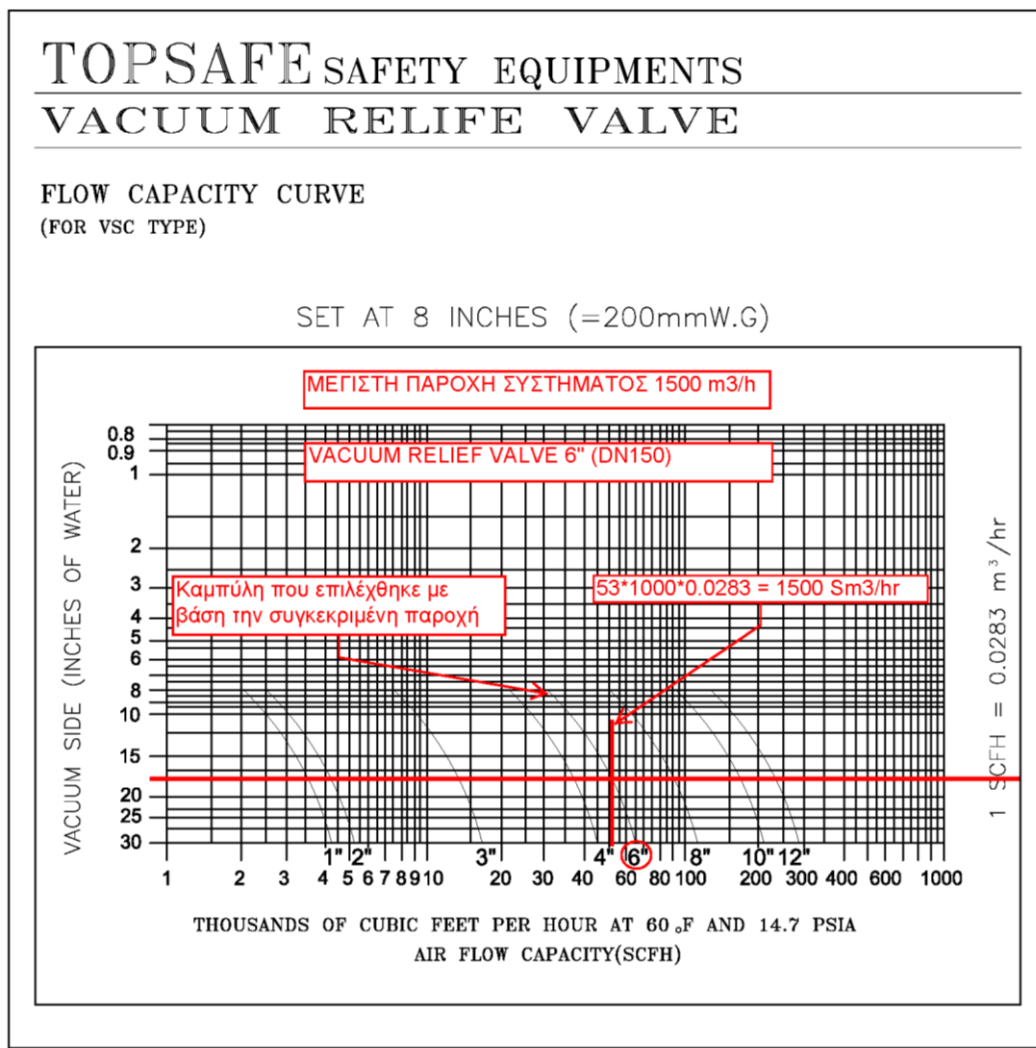 TOPSAFE SAFETY EQUIPMENTS
VACUUM RELIFE VALVE
FLOW CAPACITY CURVE
(FOR VSC TYPE)
SET AT 8 INCHES (=200mmW.G)
ΜΕΓΙΣΤΗ ΠΑΡΟΧΗ ΣΥΣΤΗΜΑΤΟΣ 1500 m3/h
VACUUM RELIEF VALVE 6" (DN150)
Καμπύλη που επιλέχθηκε με
βάση την συγκεκριμένη παροχή
53*1000*0.0283 = 1500 Sm3/hr
VACUUM SIDE (INCHES OF WATER)
0.8
0.9
1
2
3
4
5
6
8
10
15
20
25
30
1" 2" 3" 4" 6" 8" 10" 12"
1 2 3 4 5 6 7 8 9 10 20 30 40 60 80 100 200 300 400 600 1000
1 SCFH = 0.0283 m³/hr
THOUSANDS OF CUBIC FEET PER HOUR AT 60 °F AND 14.7 PSIA
AIR FLOW CAPACITY(SCFH)